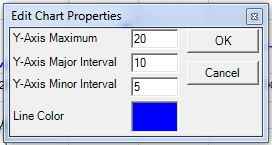 Edit Chart Properties
Y-Axis Maximum 20 OK
Y-Axis Major Interval 10
Cancel
Y-Axis Minor Interval 5
Line Color